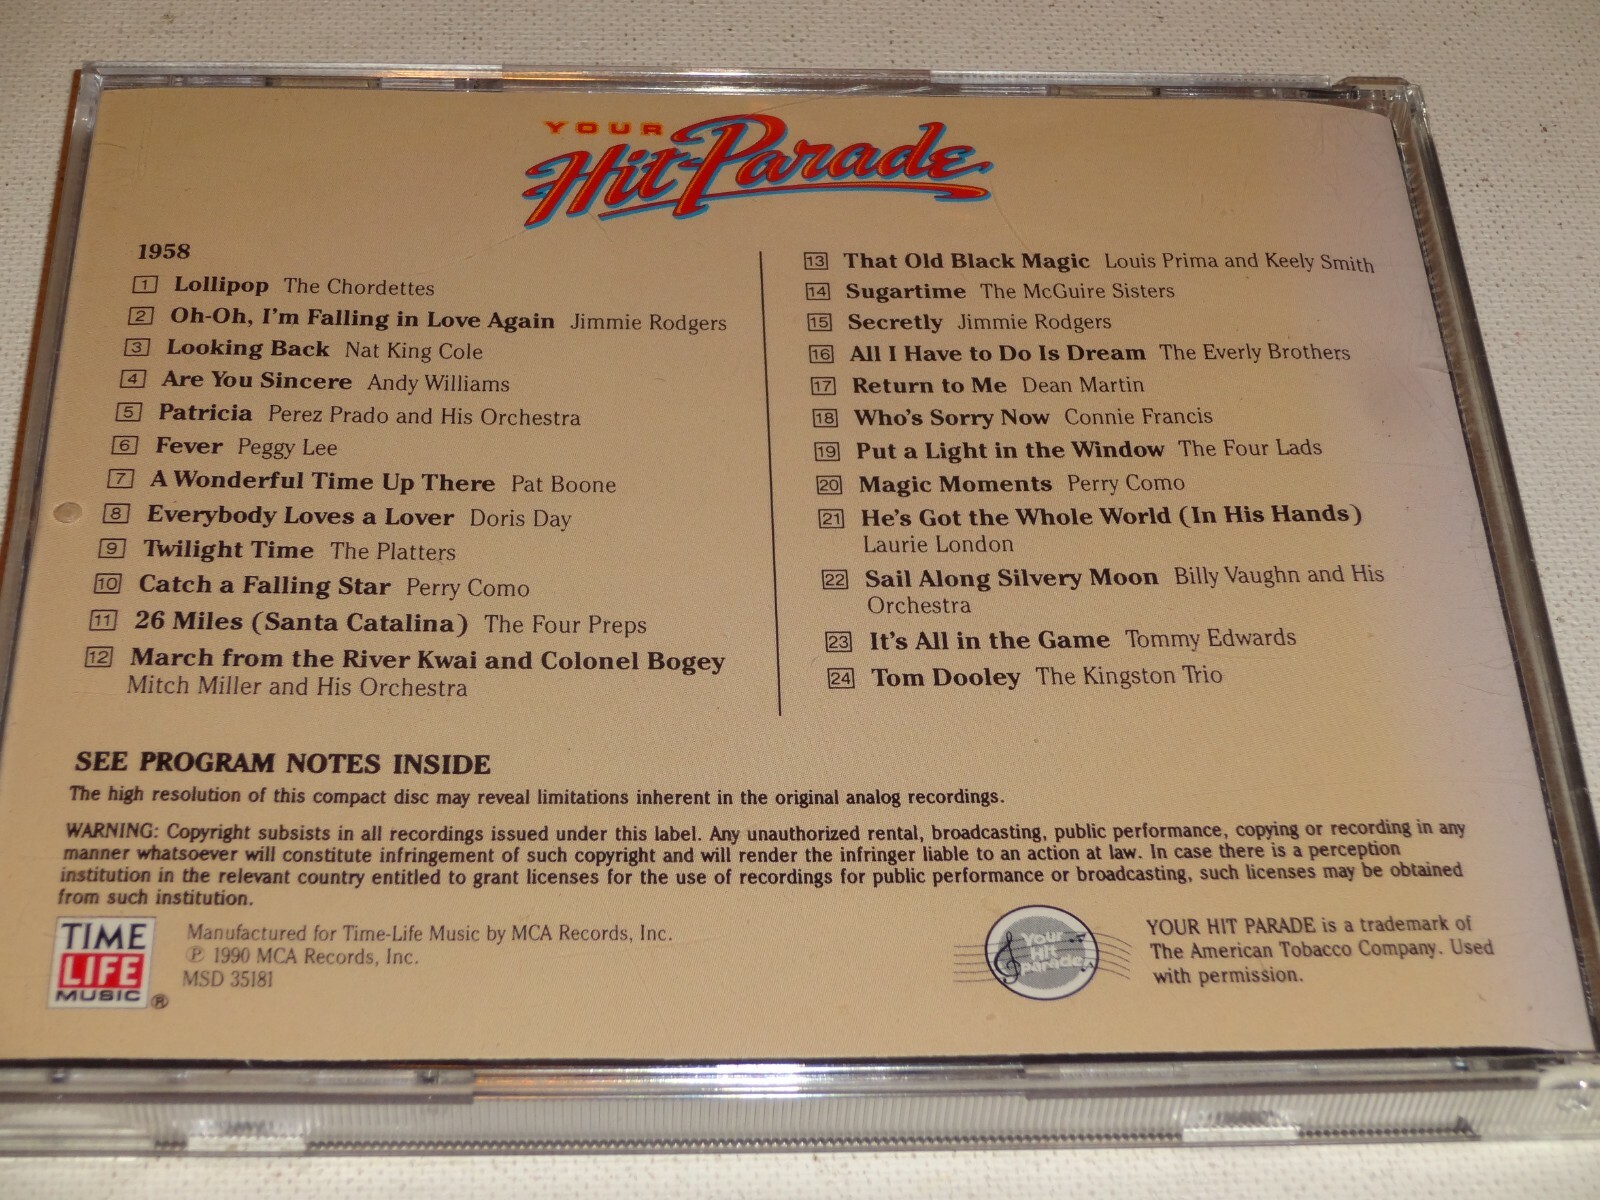 YOUR
Hit-Parade
1958
1 Lollipop The Chordettes
2 Oh-Oh, I'm Falling in Love Again Jimmie Rodgers
3 Looking Back Nat King Cole
4 Are You Sincere Andy Williams
5 Patricia Perez Prado and His Orchestra
6 Fever Peggy Lee
7 A Wonderful Time Up There Pat Boone
8 Everybody Loves a Lover Doris Day
9 Twilight Time The Platters
10 Catch a Falling Star Perry Como
11 26 Miles (Santa Catalina) The Four Preps
12 March from the River Kwai and Colonel Bogey
Mitch Miller and His Orchestra
13 That Old Black Magic Louis Prima and Keely Smith
14 Sugartime The McGuire Sisters
15 Secretly Jimmie Rodgers
16 All I Have to Do Is Dream The Everly Brothers
17 Return to Me Dean Martin
18 Who's Sorry Now Connie Francis
19 Put a Light in the Window The Four Lads
20 Magic Moments Perry Como
21 He's Got the Whole World (In His Hands)
Laurie London
22 Sail Along Silvery Moon Billy Vaughn and His
Orchestra
23 It's All in the Game Tommy Edwards
24 Tom Dooley The Kingston Trio
SEE PROGRAM NOTES INSIDE
The high resolution of this compact disc may reveal limitations inherent in the original analog recordings.
WARNING: Copyright subsists in all recordings issued under this label. Any unauthorized rental, broadcasting, public performance, copying or recording in any
manner whatsoever will constitute infringement of such copyright and will render the infringer liable to an action at law. In case there is a perception
institution in the relevant country entitled to grant licenses for the use of recordings for public performance or broadcasting, such licenses may be obtained
from such institution.
TIME
LIFE
MUSIC ®
Manufactured for Time-Life Music by MCA Records, Inc.
℗ 1990 MCA Records, Inc.
MSD 35181
Your
Hit
Parade
YOUR HIT PARADE is a trademark of
The American Tobacco Company. Used
with permission.